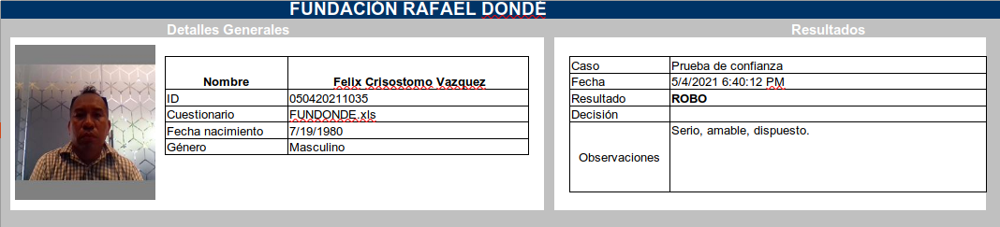 FUNDACIÓN RAFAEL DONDÉ
Detalles Generales
Resultados
Nombre Felix Crisostomo Vazquez
ID 050420211035
Cuestionario FUNDONDE.xls
Fecha nacimiento 7/19/1980
Género Masculino
Caso Prueba de confianza
Fecha 5/4/2021 6:40:12 PM
Resultado ROBO
Decisión
Observaciones Serio, amable, dispuesto.